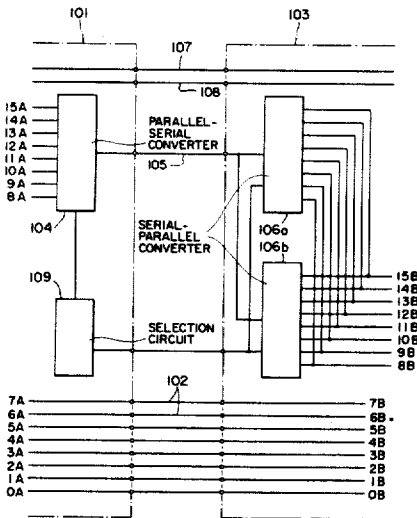 101
103
107
108
15A
14A
13A
12A
11A
10A
9A
8A
PARALLEL-
SERIAL
CONVERTER
105
104
106a
SERIAL-
PARALLEL
CONVERTER
106b
109
SELECTION
CIRCUIT
15B
14B
13B
12B
11B
10B
9B
8B
102
7A
6A
5A
4A
3A
2A
1A
0A
7B
6B
5B
4B
3B
2B
1B
0B